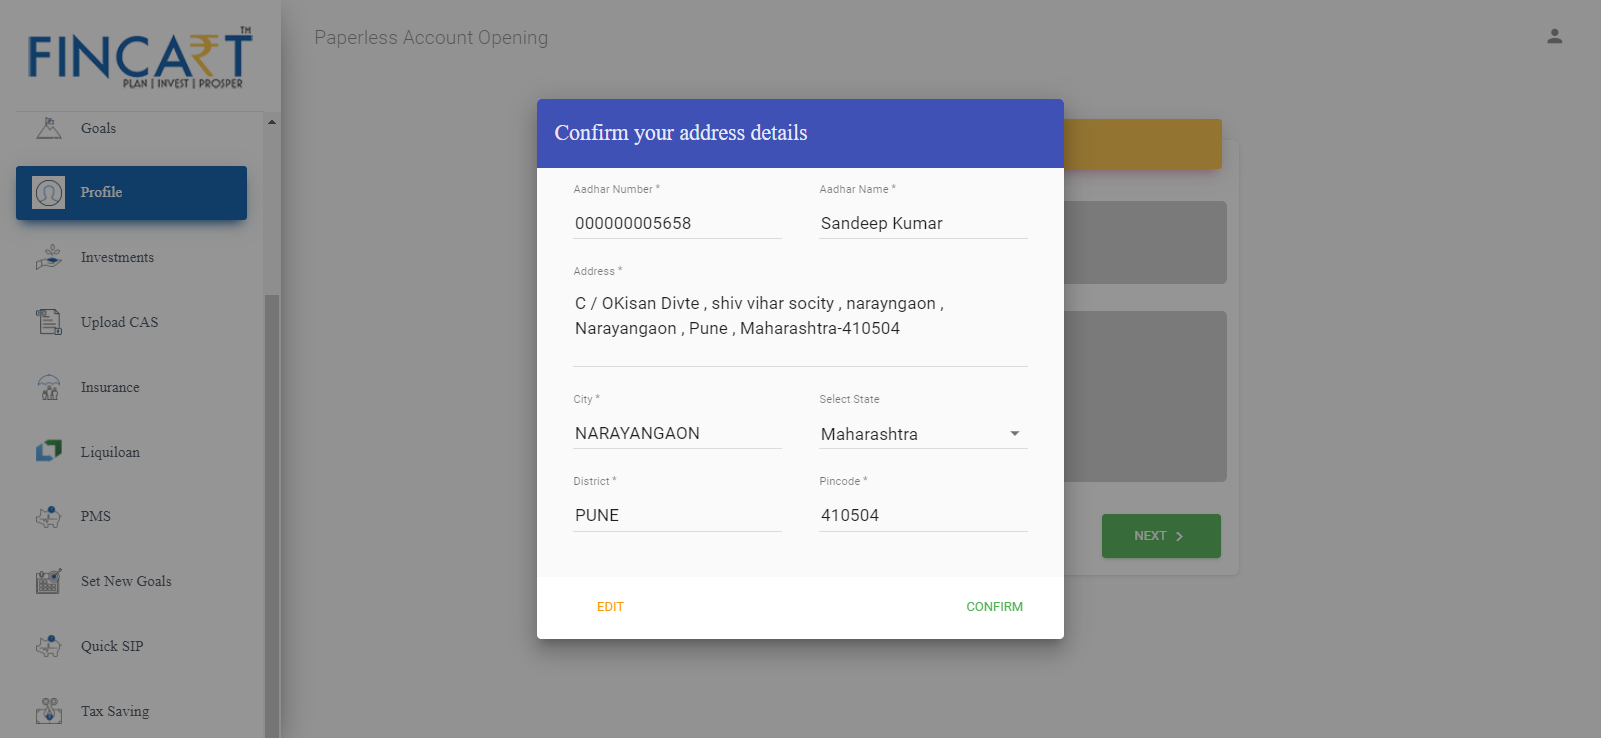 FINCART™
PLAN | INVEST | PROSPER
Goals
Profile
Investments
Upload CAS
Insurance
Liquiloan
PMS
Set New Goals
Quick SIP
Tax Saving
Paperless Account Opening
Confirm your address details
Aadhar Number *
Aadhar Name *
000000005658
Sandeep Kumar
Address *
C / OKisan Divte , shiv vihar socity , narayngaon ,
Narayangaon , Pune , Maharashtra-410504
City *
Select State
NARAYANGAON
Maharashtra
District *
Pincode *
PUNE
410504
EDIT
CONFIRM
NEXT